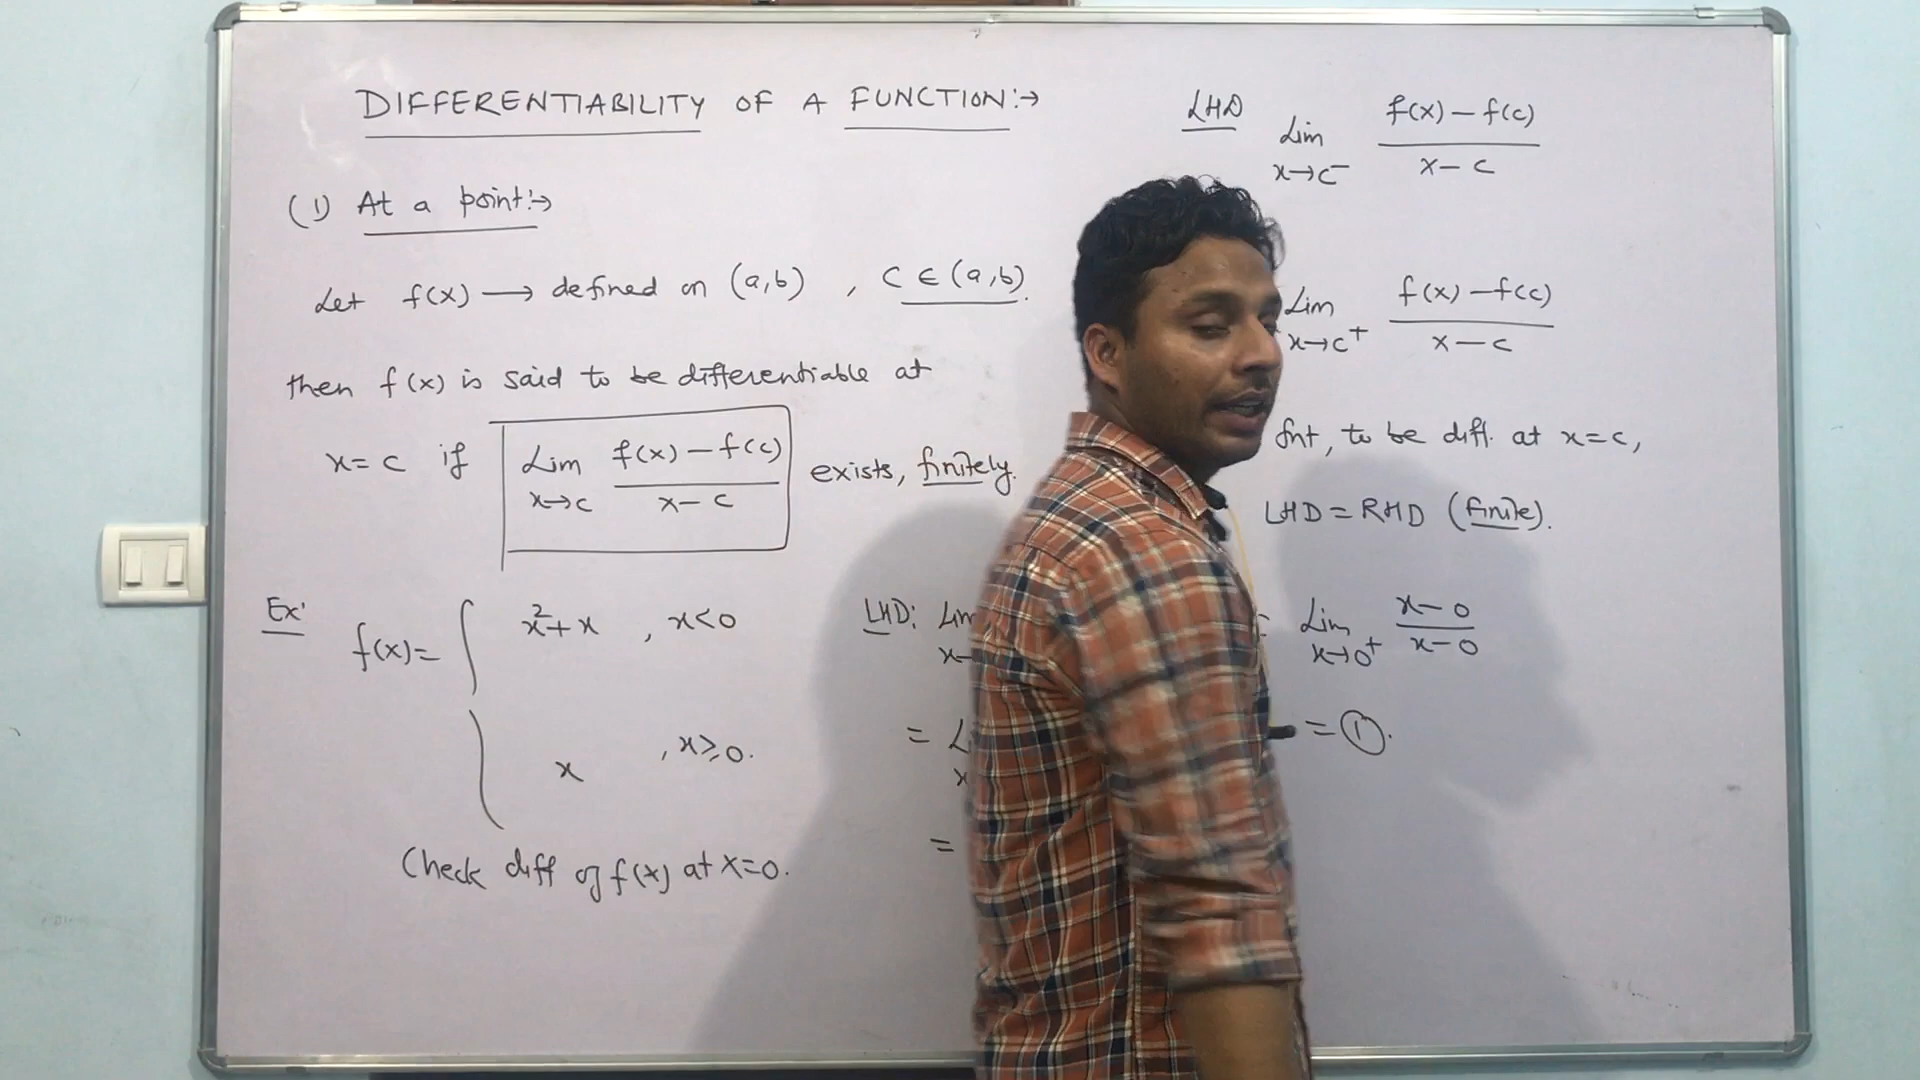 DIFFERENTIABILITY OF A FUNCTION:→
(1) At a point:→
Let f(x) → defined on (a,b) , C ∈ (a,b).
then f(x) is said to be differentiable at
x = c if Lim x→c f(x) − f(c) / x − c exists, finitely.
Ex: f(x) = { x²+x , x<0
x , x≥0.
Check diff of f(x) at x=0.
LHD Lim x→c⁻ f(x) − f(c) / x − c
Lim x→c⁺ f(x) − f(c) / x − c
fnt, to be diff. at x=c,
LHD = RHD (finite).
LHD: Lim
=
=
= Lim x→0⁺ x−0 / x−0
= 1.